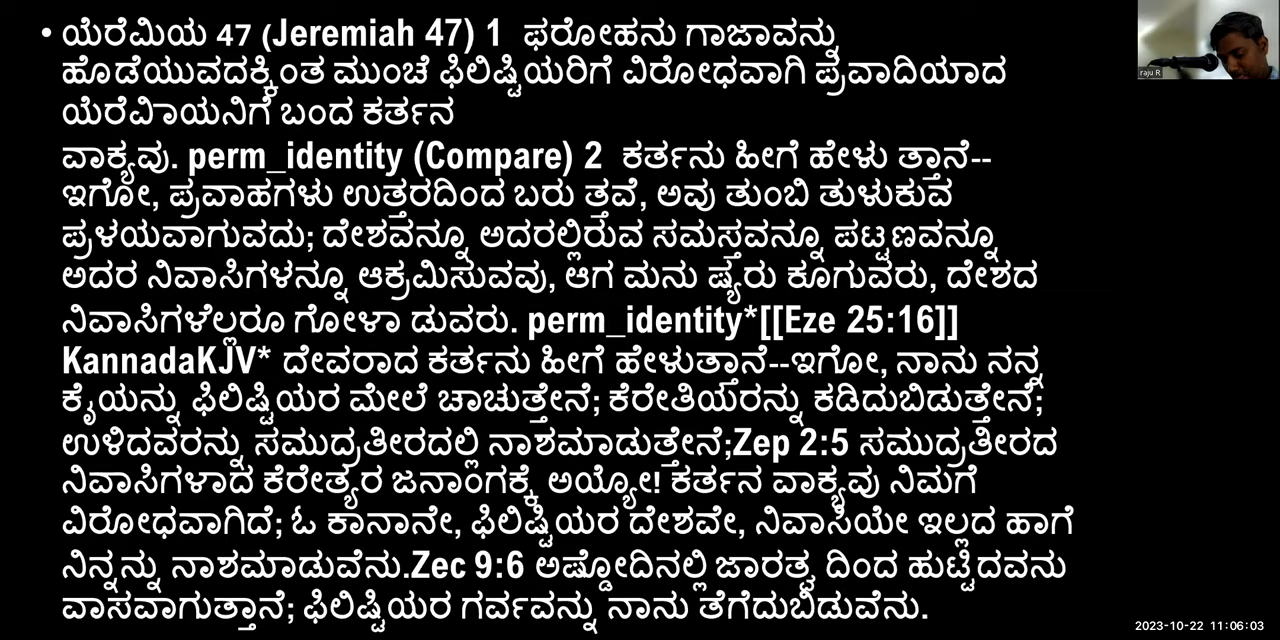 • ಯೆರೆಮಿಯ 47 (Jeremiah 47) 1 ಫರೋಹನು ಗಾಜಾವನ್ನು
ಹೊಡೆಯುವದಕ್ಕಿಂತ ಮುಂಚೆ ಫಿಲಿಷ್ಟಿಯರಿಗೆ ವಿರೋಧವಾಗಿ ಪ್ರವಾದಿಯಾದ
ಯೆರೆವಿಾಯನಿಗೆ ಬಂದ ಕರ್ತನ
ವಾಕ್ಯವು. perm_identity (Compare) 2 ಕರ್ತನು ಹೀಗೆ ಹೇಳು ತ್ತಾನೆ--
ಇಗೋ, ಪ್ರವಾಹಗಳು ಉತ್ತರದಿಂದ ಬರು ತ್ತವೆ, ಅವು ತುಂಬಿ ತುಳುಕುವ
ಪ್ರಳಯವಾಗುವದು; ದೇಶವನ್ನೂ ಅದರಲ್ಲಿರುವ ಸಮಸ್ತವನ್ನೂ ಪಟ್ಟಣವನ್ನೂ
ಅದರ ನಿವಾಸಿಗಳನ್ನೂ ಆಕ್ರಮಿಸುವವು, ಆಗ ಮನು ಷ್ಯರು ಕೂಗುವರು, ದೇಶದ
ನಿವಾಸಿಗಳೆಲ್ಲರೂ ಗೋಳಾ ಡುವರು. perm_identity*[[Eze 25:16]]
KannadaKJV* ದೇವರಾದ ಕರ್ತನು ಹೀಗೆ ಹೇಳುತ್ತಾನೆ--ಇಗೋ, ನಾನು ನನ್ನ
ಕೈಯನ್ನು ಫಿಲಿಷ್ಟಿಯರ ಮೇಲೆ ಚಾಚುತ್ತೇನೆ; ಕೆರೇತಿಯರನ್ನು ಕಡಿದುಬಿಡುತ್ತೇನೆ;
ಉಳಿದವರನ್ನು ಸಮುದ್ರತೀರದಲ್ಲಿ ನಾಶಮಾಡುತ್ತೇನೆ;Zep 2:5 ಸಮುದ್ರತೀರದ
ನಿವಾಸಿಗಳಾದ ಕೆರೇತ್ಯರ ಜನಾಂಗಕ್ಕೆ ಅಯ್ಯೋ! ಕರ್ತನ ವಾಕ್ಯವು ನಿಮಗೆ
ವಿರೋಧವಾಗಿದೆ; ಓ ಕಾನಾನೇ, ಫಿಲಿಷ್ಟಿಯರ ದೇಶವೇ, ನಿವಾಸಿಯೇ ಇಲ್ಲದ ಹಾಗೆ
ನಿನ್ನನ್ನು ನಾಶಮಾಡುವೆನು.Zec 9:6 ಅಷ್ಡೋದಿನಲ್ಲಿ ಜಾರತ್ವ ದಿಂದ ಹುಟ್ಟಿದವನು
ವಾಸವಾಗುತ್ತಾನೆ; ಫಿಲಿಷ್ಟಿಯರ ಗರ್ವವನ್ನು ನಾನು ತೆಗೆದುಬಿಡುವೆನು.
raju R
2023-10-22 11:06:03